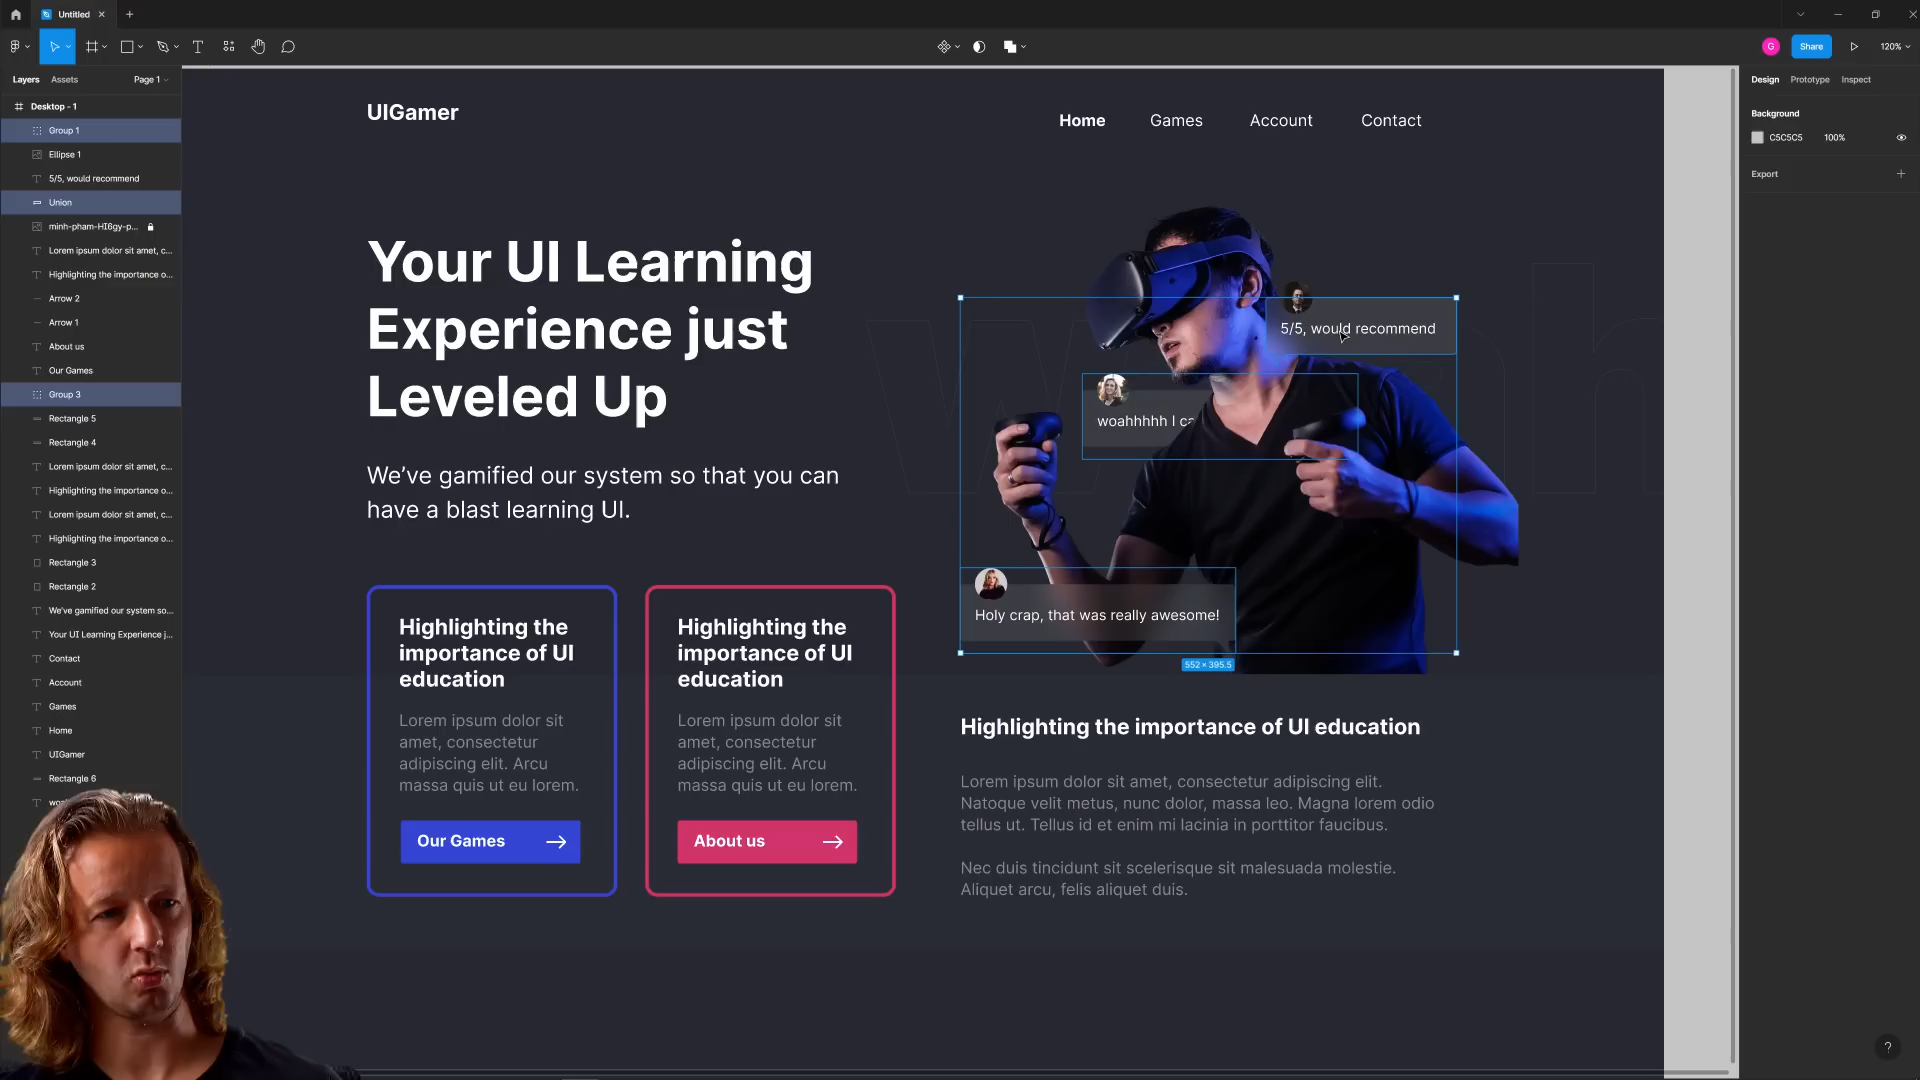 Untitled
Share
120%
Layers
Assets
Page 1
Design
Prototype
Inspect
Desktop - 1
Group 1
Ellipse 1
5/5, would recommend
Union
minh-pham-HI6gy-p...
Lorem ipsum dolor sit amet, c...
Highlighting the importance o...
Arrow 2
Arrow 1
About us
Our Games
Group 3
Rectangle 5
Rectangle 4
Lorem ipsum dolor sit amet, c...
Highlighting the importance o...
Lorem ipsum dolor sit amet, c...
Highlighting the importance o...
Rectangle 3
Rectangle 2
We've gamified our system so...
Your UI Learning Experience j...
Contact
Account
Games
Home
UIGamer
Rectangle 6
UIGamer
Home
Games
Account
Contact
Your UI Learning
Experience just
Leveled Up
We've gamified our system so that you can
have a blast learning UI.
5/5, would recommend
woahhhhh I ca
Holy crap, that was really awesome!
552 × 395.5
Highlighting the
importance of UI
education
Lorem ipsum dolor sit
amet, consectetur
adipiscing elit. Arcu
massa quis ut eu lorem.
Our Games
Highlighting the
importance of UI
education
Lorem ipsum dolor sit
amet, consectetur
adipiscing elit. Arcu
massa quis ut eu lorem.
About us
Highlighting the importance of UI education
Lorem ipsum dolor sit amet, consectetur adipiscing elit.
Natoque velit metus, nunc dolor, massa leo. Magna lorem odio
tellus ut. Tellus id et enim mi lacinia in porttitor faucibus.
Nec duis tincidunt sit scelerisque sit malesuada molestie.
Aliquet arcu, felis aliquet duis.
Background
C5C5C5
100%
Export
G
?